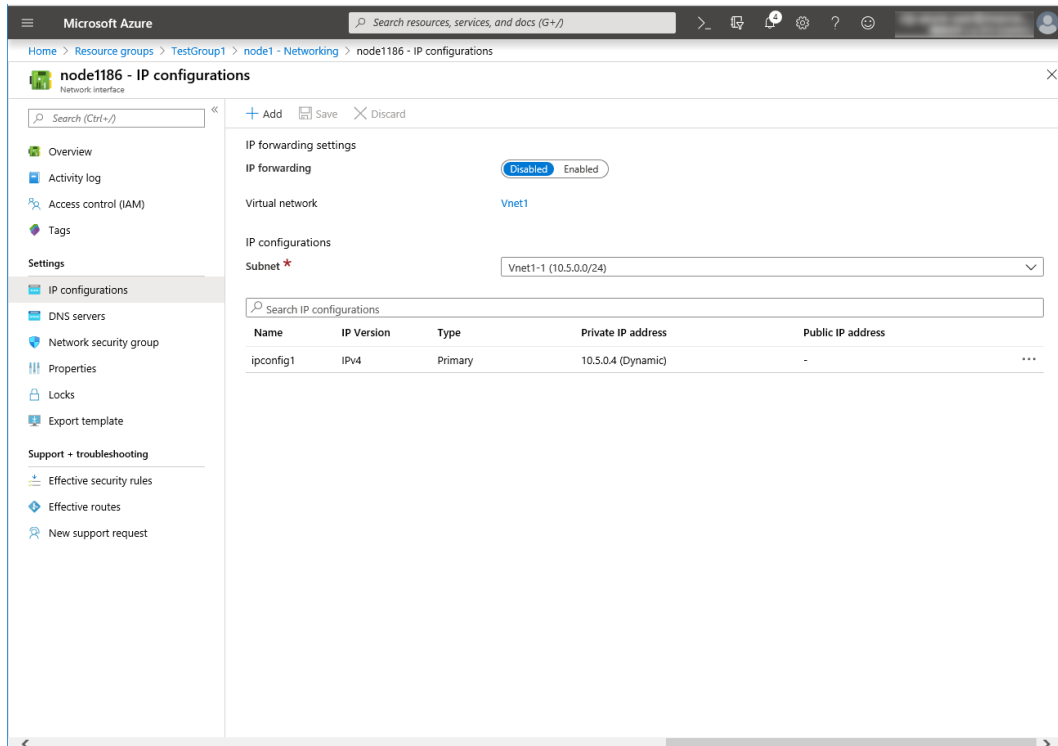 Microsoft Azure
Search resources, services, and docs (G+/)
4
Home > Resource groups > TestGroup1 > node1 - Networking > node1186 - IP configurations
node1186 - IP configurations
Network interface
Search (Ctrl+/)
Overview
Activity log
Access control (IAM)
Tags
Settings
IP configurations
DNS servers
Network security group
Properties
Locks
Export template
Support + troubleshooting
Effective security rules
Effective routes
New support request
Add Save Discard
IP forwarding settings
IP forwarding Disabled Enabled
Virtual network Vnet1
IP configurations
Subnet * Vnet1-1 (10.5.0.0/24)
Search IP configurations
Name IP Version Type Private IP address Public IP address
ipconfig1 IPv4 Primary 10.5.0.4 (Dynamic) - ...